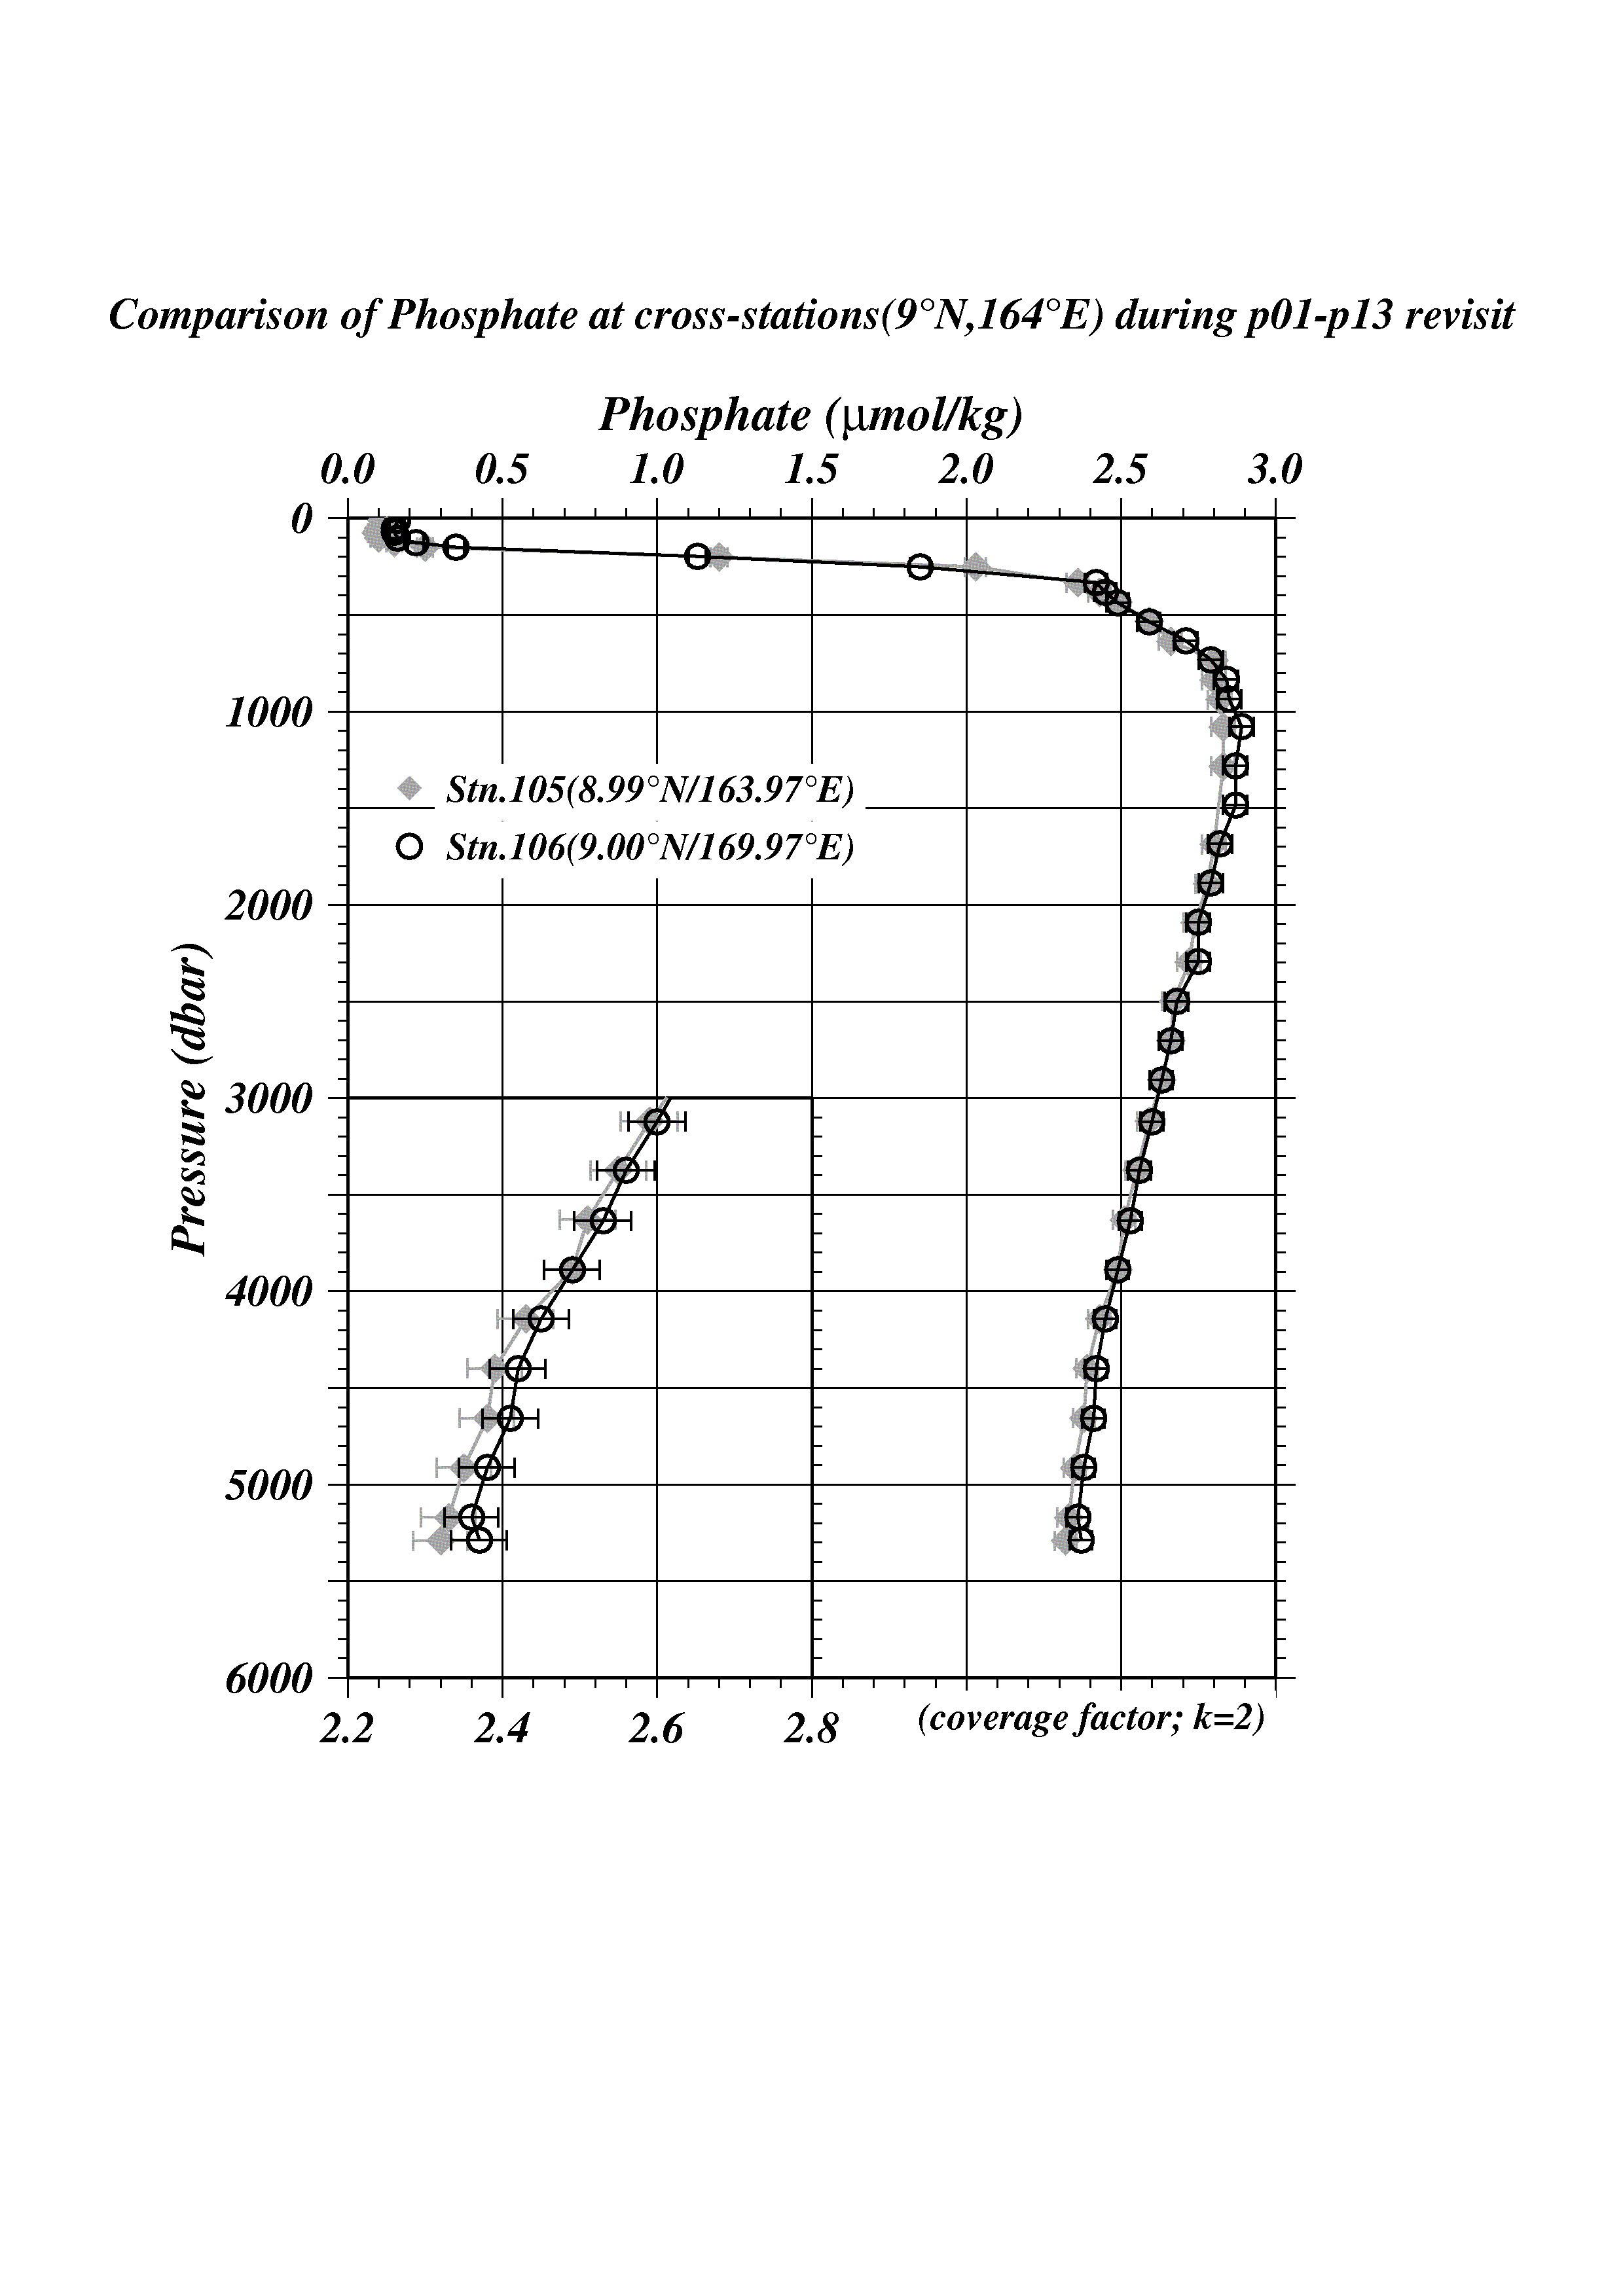 Comparison of Phosphate at cross-stations(9°N,164°E) during p01-p13 revisit
Phosphate (µmol/kg)
0.0 0.5 1.0 1.5 2.0 2.5 3.0
0
1000
Stn.105(8.99°N/163.97°E)
Stn.106(9.00°N/169.97°E)
2000
Pressure (dbar)
3000
4000
5000
6000
2.2 2.4 2.6 2.8 (coverage factor; k=2)